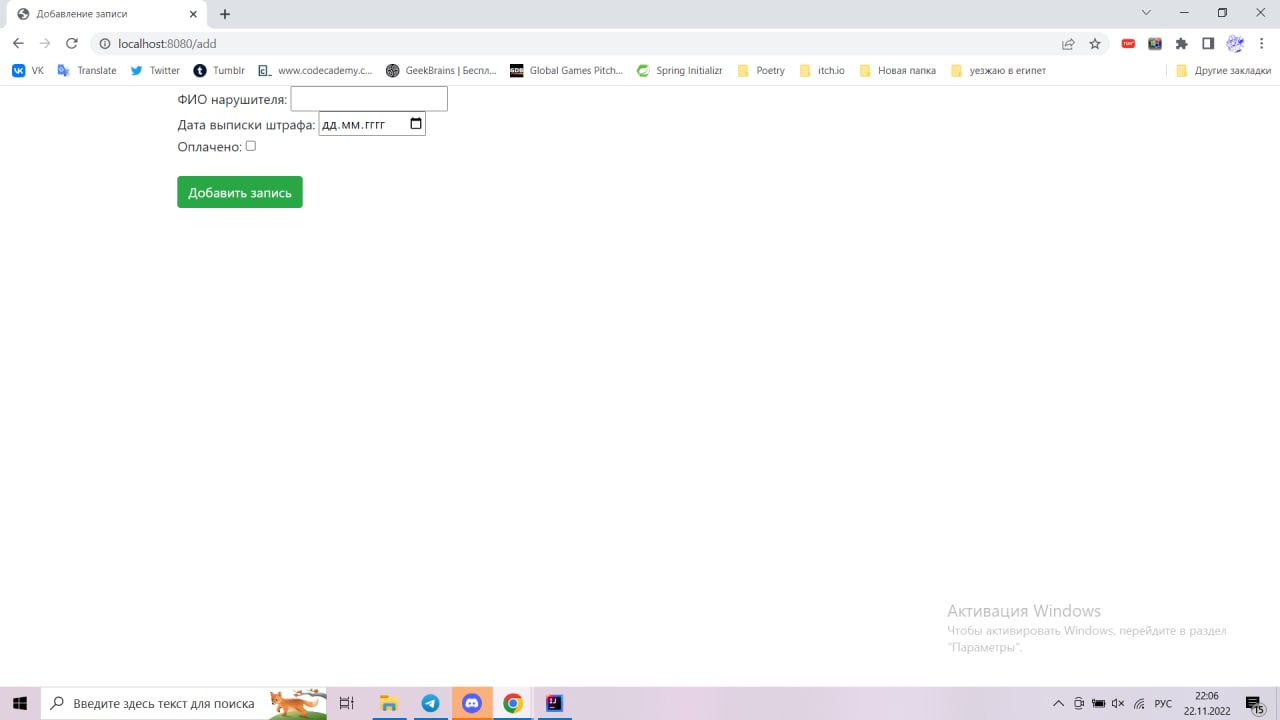 Добавление записи
localhost:8080/add
VK
Translate
Twitter
Tumblr
www.codecademy.c...
GeekBrains | Беспл...
Global Games Pitch...
Spring Initializr
Poetry
itch.io
Новая папка
уезжаю в египет
Другие закладки
ФИО нарушителя:
Дата выписки штрафа: дд.мм.гггг
Оплачено:
Добавить запись
Активация Windows
Чтобы активировать Windows, перейдите в раздел
"Параметры".
Введите здесь текст для поиска
РУС
22:06
22.11.2022
15